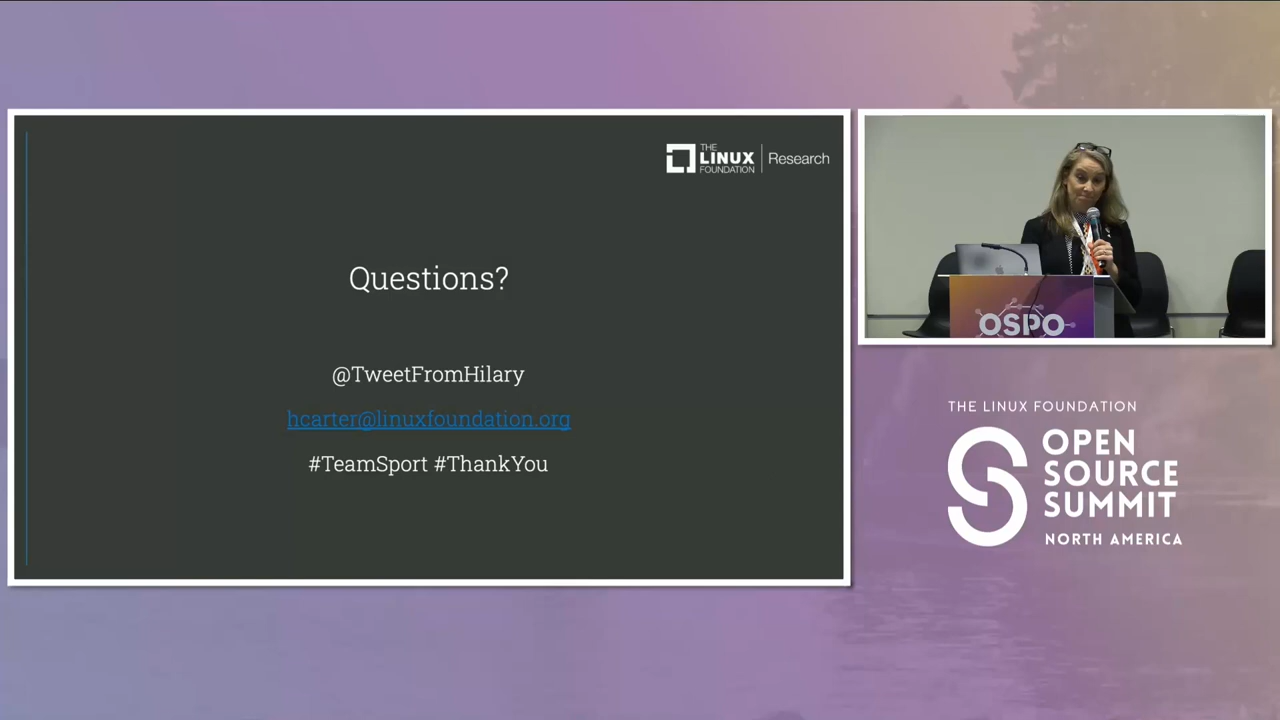 THE
LINUX
FOUNDATION
Research
Questions?
@TweetFromHilary
hcarter@linuxfoundation.org
#TeamSport #ThankYou
OSPO
THE LINUX FOUNDATION
OPEN
SOURCE
SUMMIT
NORTH AMERICA